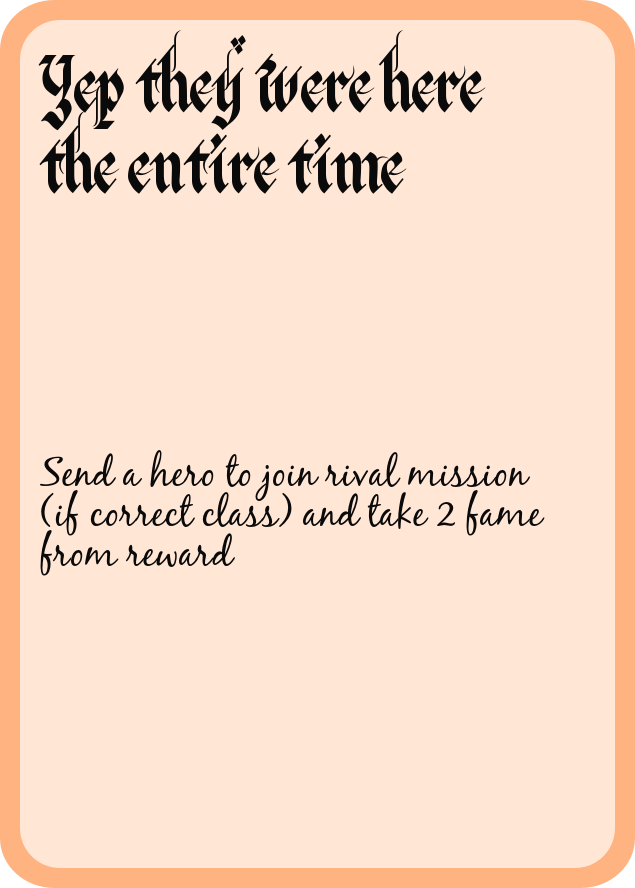 Yep they were here
the entire time
Send a hero to join rival mission
(if correct class) and take 2 fame
from reward